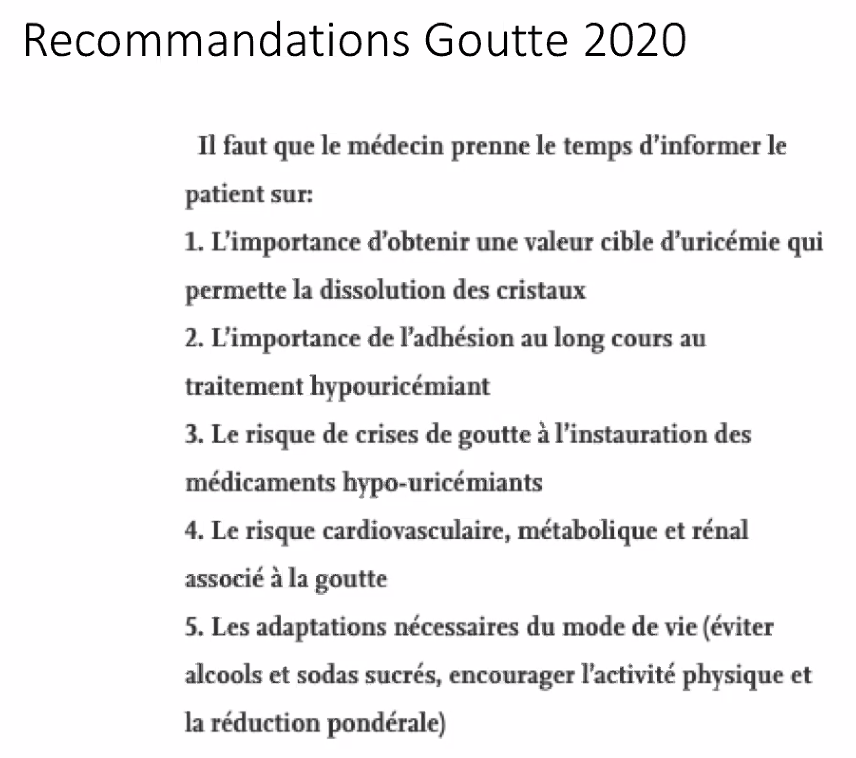 Recommandations Goutte 2020
Il faut que le médecin prenne le temps d'informer le
patient sur:
1. L'importance d'obtenir une valeur cible d'uricémie qui
permette la dissolution des cristaux
2. L'importance de l'adhésion au long cours au
traitement hypouricémiant
3. Le risque de crises de goutte à l'instauration des
médicaments hypo-uricémiants
4. Le risque cardiovasculaire, métabolique et rénal
associé à la goutte
5. Les adaptations nécessaires du mode de vie (éviter
alcools et sodas sucrés, encourager l'activité physique et
la réduction pondérale)